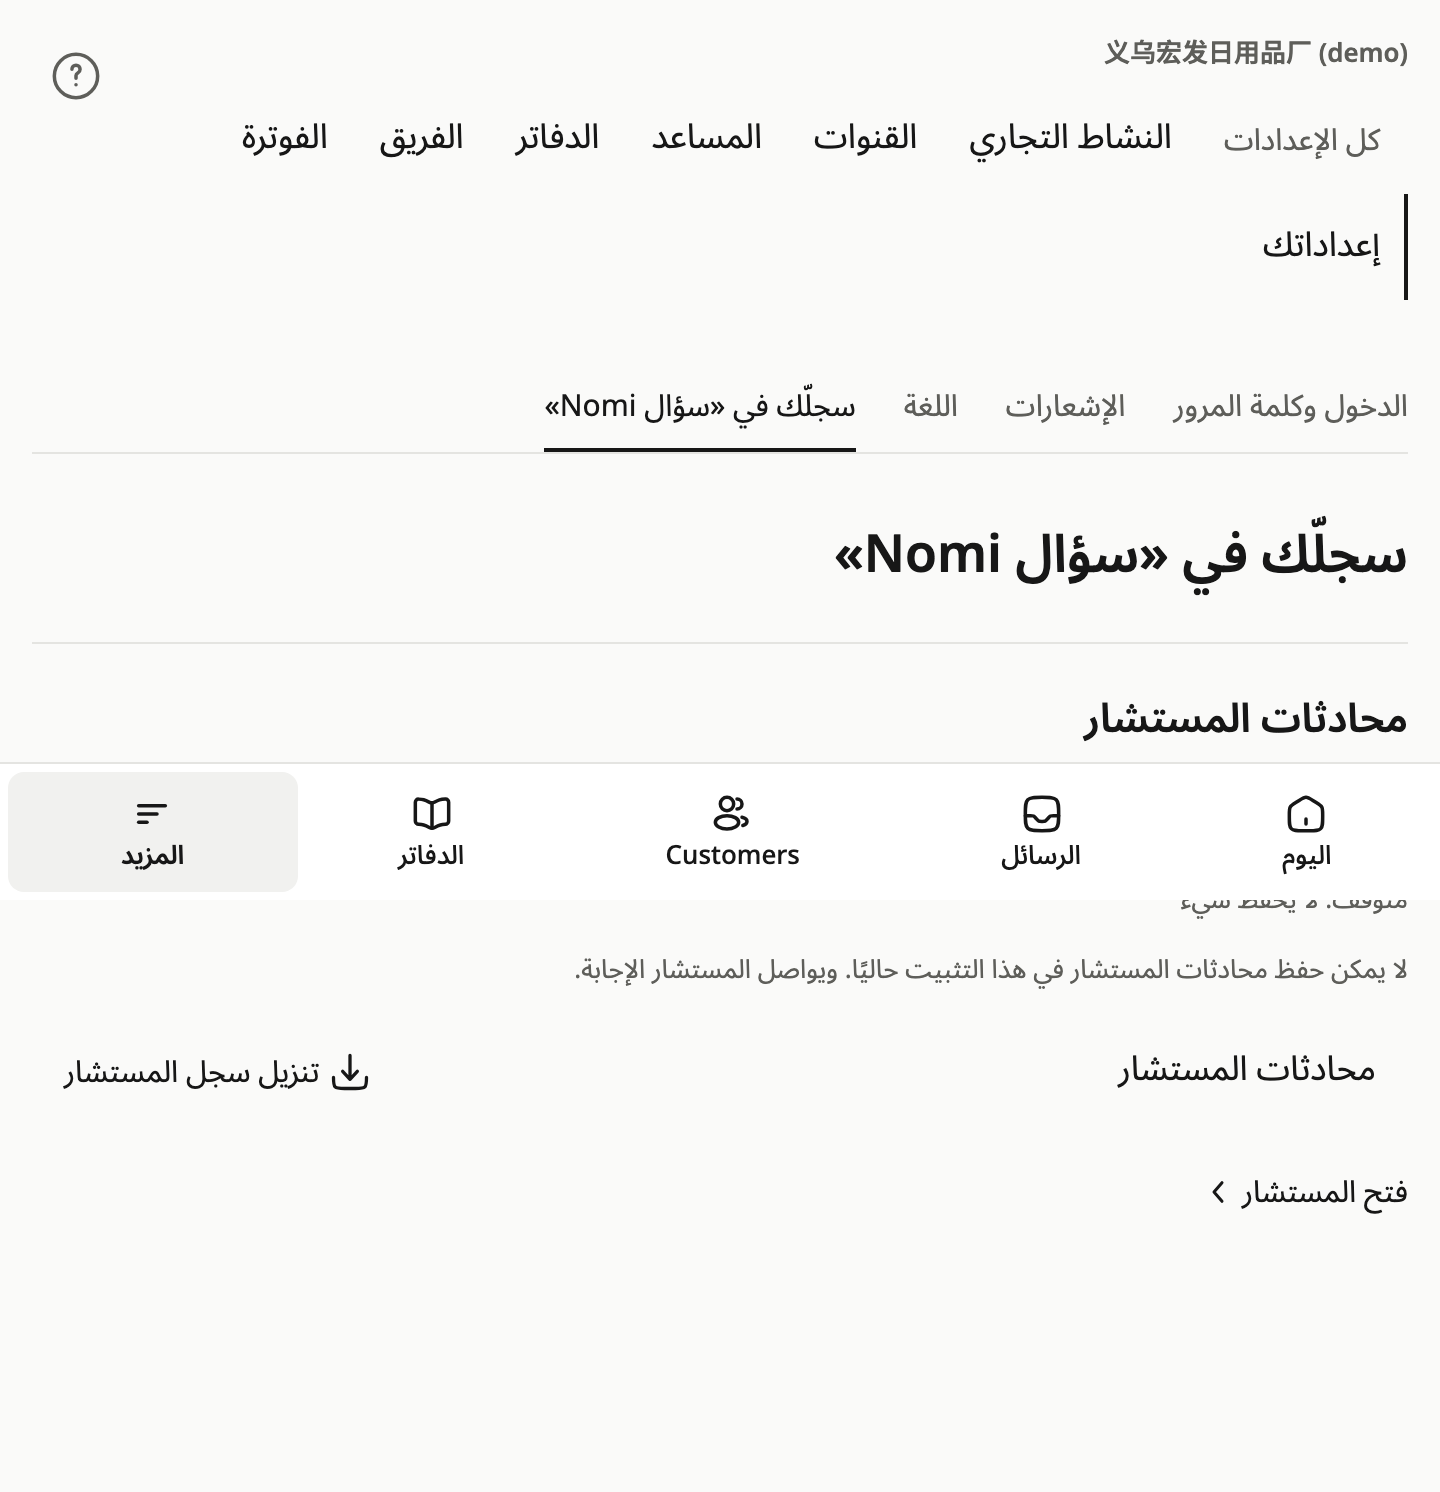 义乌宏发日用品厂 (demo)
كل الإعدادات النشاط التجاري القنوات المساعد الدفاتر الفريق الفوترة
إعداداتك
الدخول وكلمة المرور الإشعارات اللغة سجلّك في «سؤال Nomi»
سجلّك في «سؤال Nomi»
محادثات المستشار
اليوم الرسائل Customers الدفاتر المزيد
لا يمكن حفظ محادثات المستشار في هذا التثبيت حاليًا. ويواصل المستشار الإجابة.
محادثات المستشار تنزيل سجل المستشار
فتح المستشار